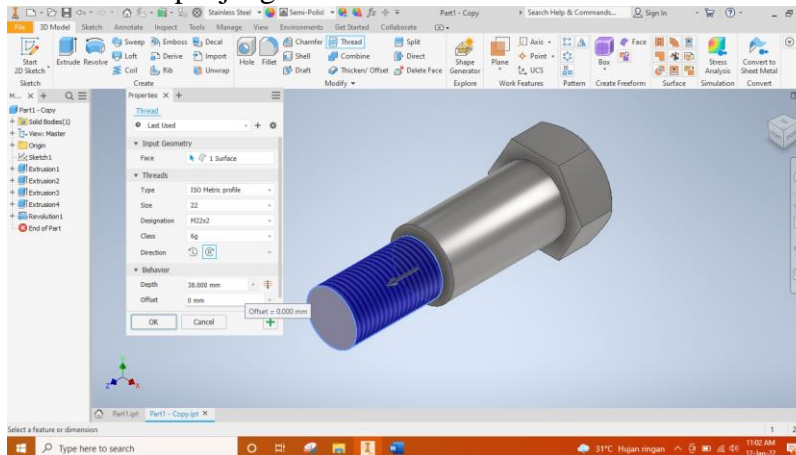 Stainless Steel
Semi-Polisl
fx
Part1 - Copy
Search Help & Commands...
Sign In
File 3D Model Sketch Annotate Inspect Tools Manage View Environments Get Started Collaborate
Start
2D Sketch
Extrude
Revolve
Sweep
Emboss
Decal
Loft
Derive
Import
Coil
Rib
Unwrap
Hole
Fillet
Chamfer
Thread
Split
Shell
Combine
Direct
Draft
Thicken/ Offset
Delete Face
Shape
Generator
Plane
Axis
Point
UCS
Box
Face
Stress
Analysis
Convert to
Sheet Metal
Sketch Create Modify Explore Work Features Pattern Create Freeform Surface Simulation Convert
M... X +
Part1 - Copy
Solid Bodies(1)
View: Master
Origin
Sketch1
Extrusion1
Extrusion2
Extrusion3
Extrusion4
Revolution1
End of Part
Properties X +
Thread
Last Used
Input Geometry
Face 1 Surface
Threads
Type ISO Metric profile
Size 22
Designation M22x2
Class 6g
Direction
Behavior
Depth 38.000 mm
Offset 0 mm
Offset = 0.000 mm
OK Cancel
Part1.ipt Part1 - Copy.ipt X
Select a feature or dimension
1 2
Type here to search
31°C Hujan ringan
11:02 AM
12-Jan-22